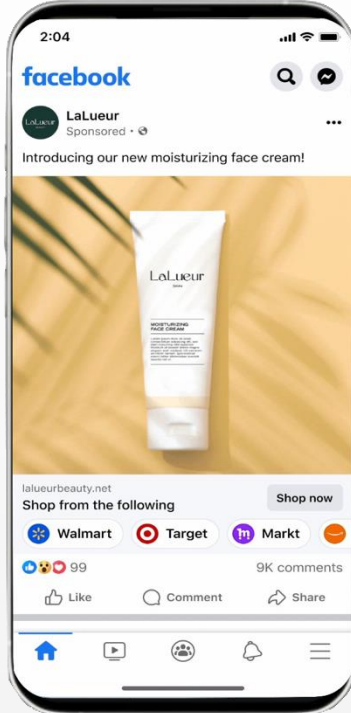 2:04
facebook
LaLueur
LaLueur
Sponsored
Introducing our new moisturizing face cream!
LaLueur
MOISTURIZING
FACE CREAM
lalueurbeauty.net
Shop from the following
Shop now
Walmart
Target
Markt
99
9K comments
Like
Comment
Share